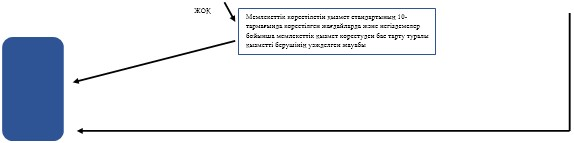 ЖОҚ
Мемлекеттік көрсетілетін қызмет стандартының 10-
тармағында көрсетілген жағдайларда және негіздемелер
бойынша мемлекеттік қызмет көрсетуден бас тарту туралы
қызметті берушінің уәжделген жауабы